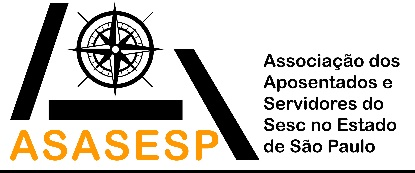 ASASESP
Associação dos
Aposentados e
Servidores do
Sesc no Estado
de São Paulo